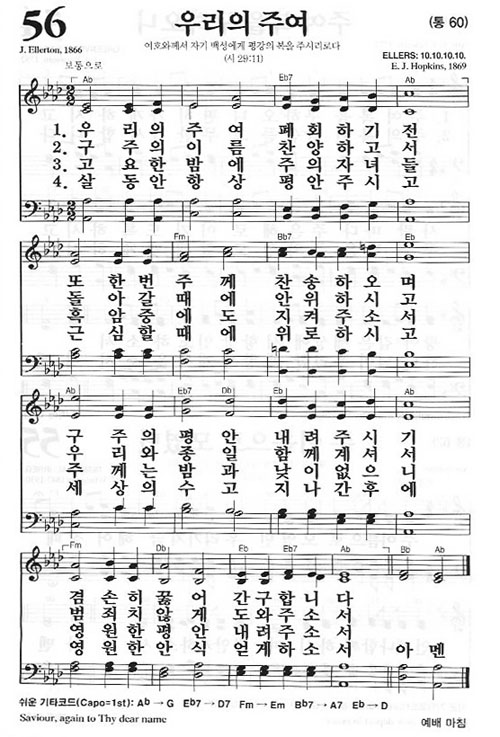 56 우리의 주여 (통 60)
J. Ellerton, 1866
여호와께서 자기 백성에게 평강의 복을 주시리로다
(시 29:11)
ELLERS: 10.10.10.10.
E. J. Hopkins, 1869
보통으로
Ab Eb7 Ab
1. 우 리 의 주 여 폐 회 하 기 전
2. 구 주 의 이 름 찬 양 하 고 서
3. 고 요 한 밤 에 주 의 자 녀 들
4. 살 동 안 항 상 평 안 주 시 고
Fm Bb7 Eb
또 한 번 주 께 찬 송 하 오 며
돌 아 갈 때 에 안 위 하 시 고
흑 암 중 에 도 지 켜 주 소 서
근 심 할 때 에 위 로 하 시 고
Ab Eb7 Db Eb Ab
구 주 의 평 안 내 려 주 시 기
우 리 와 종 일 함 께 계 셔 서
주 께 는 밤 과 낮 이 없 으 니
세 상 의 수 고 지 나 간 후 에
Fm Db Eb Eb7 Ab Bb Ab
겸 손 히 꿇 어 간 구 합 니 다
범 죄 치 않 게 도 와 주 소 서
영 원 한 평 안 내 려 주 소 서
영 원 한 안 식 얻 게 하 소 서 아 멘
쉬운 기타코드(Capo=1st): Ab → G Eb7 → D7 Fm → Em Bb7 → A7 Eb → D
Saviour, again to Thy dear name
예배 마침